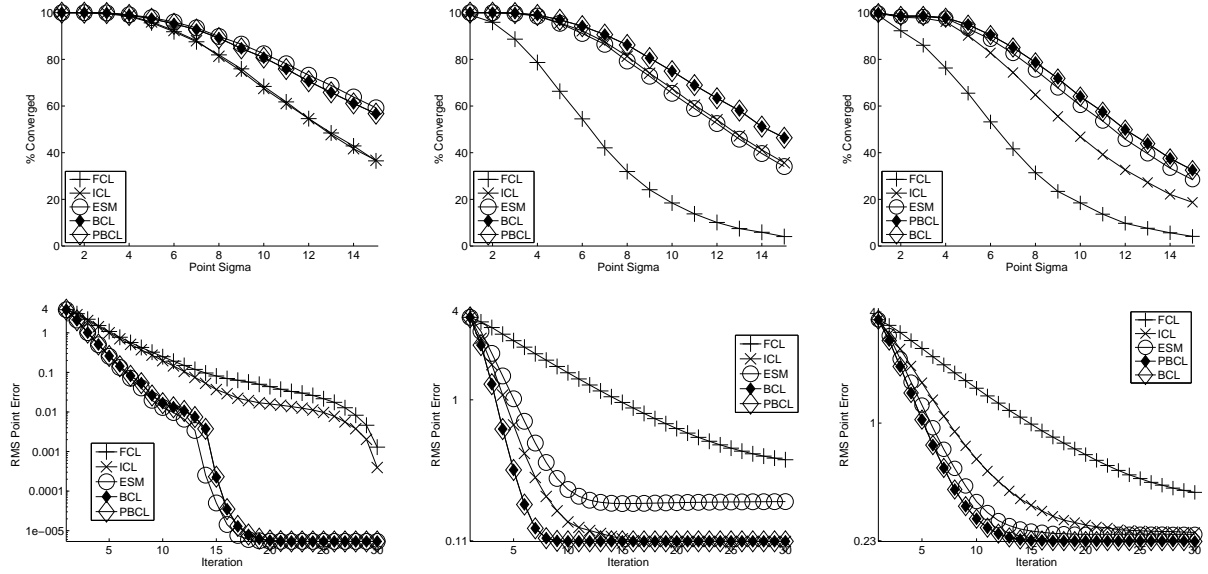 % Converged
100
80
60
40
20
0
2 4 6 8 10 12 14
Point Sigma
FCL
ICL
ESM
BCL
PBCL
% Converged
100
80
60
40
20
0
2 4 6 8 10 12 14
Point Sigma
FCL
ICL
ESM
BCL
PBCL
% Converged
100
80
60
40
20
0
2 4 6 8 10 12 14
Point Sigma
FCL
ICL
ESM
PBCL
BCL
RMS Point Error
4
1
0.1
0.01
0.001
0.0001
1e−005
5 10 15 20 25 30
Iteration
FCL
ICL
ESM
BCL
PBCL
RMS Point Error
4
1
0.11
5 10 15 20 25 30
Iteration
FCL
ICL
ESM
BCL
PBCL
RMS Point Error
4
1
0.23
5 10 15 20 25 30
Iteration
FCL
ICL
ESM
PBCL
BCL